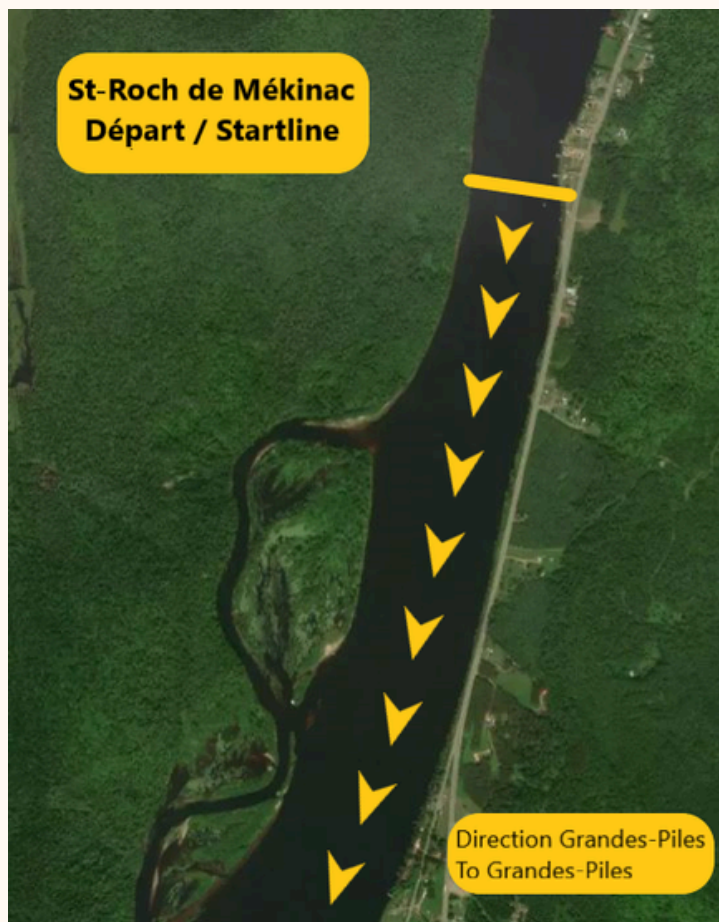 St-Roch de Mékinac
Départ / Startline
Direction Grandes-Piles
To Grandes-Piles